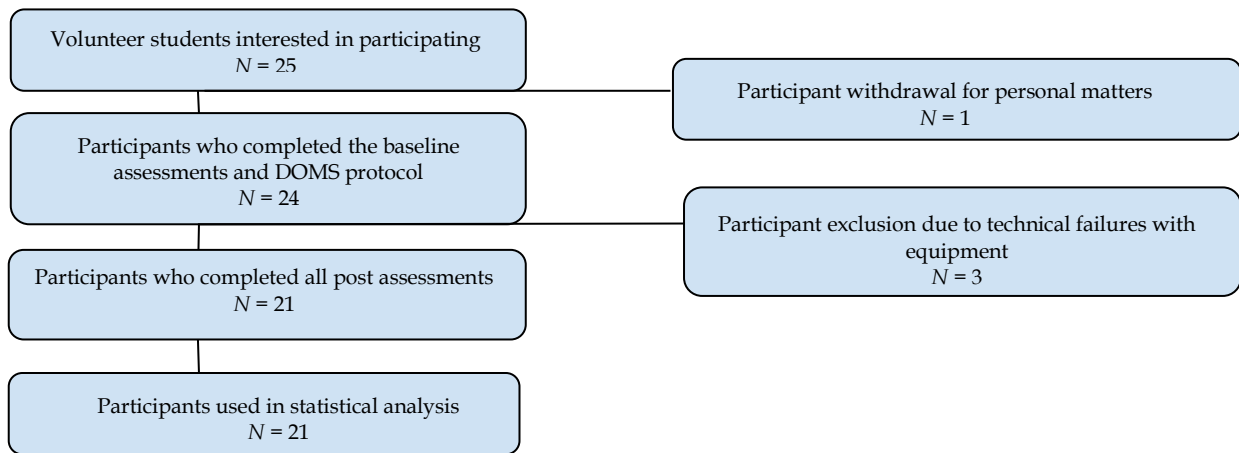 Volunteer students interested in participating
N = 25
Participant withdrawal for personal matters
N = 1
Participants who completed the baseline
assessments and DOMS protocol
N = 24
Participant exclusion due to technical failures with
equipment
N = 3
Participants who completed all post assessments
N = 21
Participants used in statistical analysis
N = 21